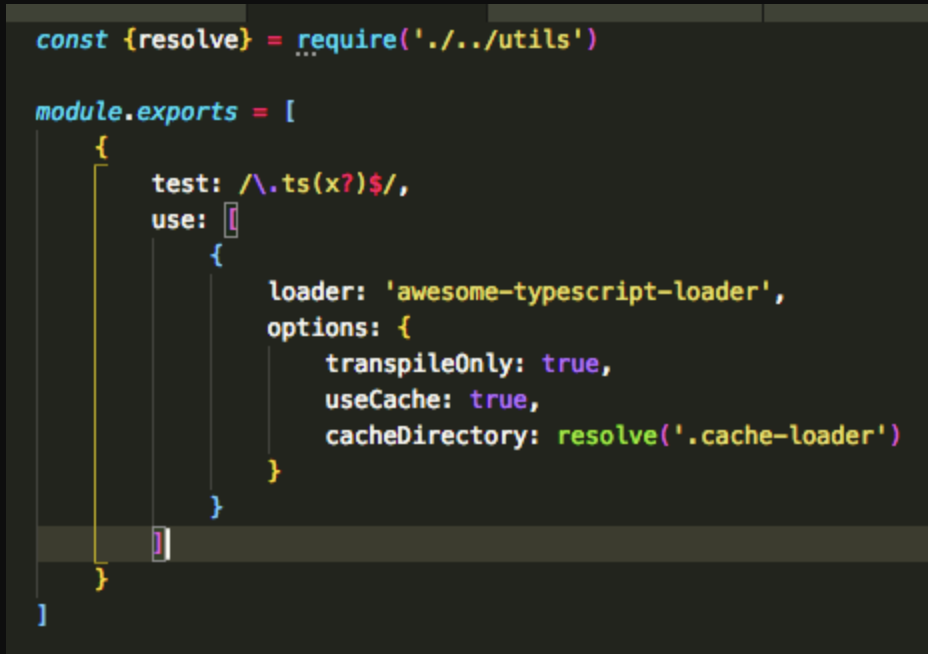 const {resolve} = require('./../utils')
module.exports = [
{
test: /\.ts(x?)$/,
use: [
{
loader: 'awesome-typescript-loader',
options: {
transpileOnly: true,
useCache: true,
cacheDirectory: resolve('.cache-loader')
}
}
]
}
]